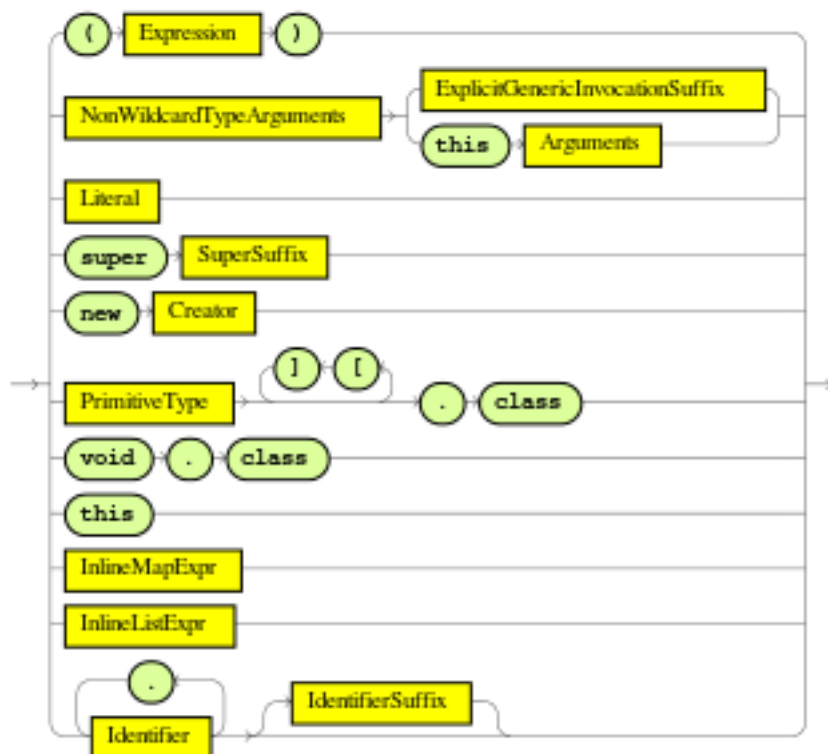 ( Expression )
ExplicitGenericInvocationSuffix
NonWildcardTypeArguments
this Arguments
Literal
super SuperSuffix
new Creator
] [
PrimitiveType . class
void . class
this
InlineMapExpr
InlineListExpr
.
IdentifierSuffix
Identifier